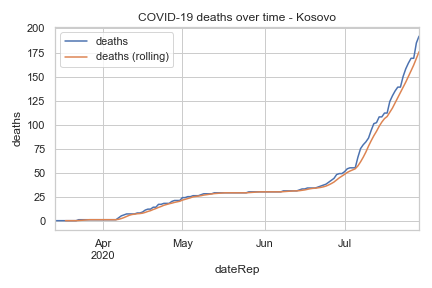 COVID-19 deaths over time - Kosovo
deaths
deaths (rolling)
200
175
150
125
100
75
50
25
0
deaths
Apr
2020
May
Jun
Jul
dateRep